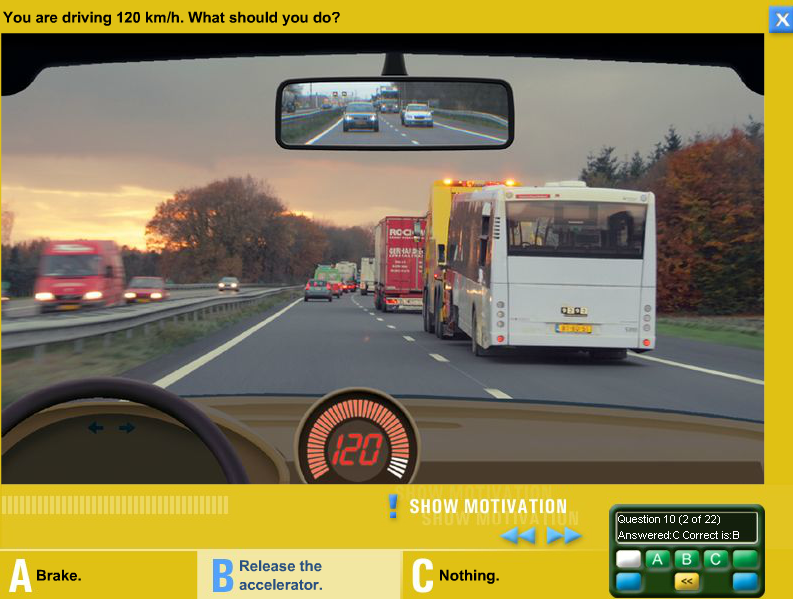 You are driving 120 km/h. What should you do?
X
120
! SHOW MOTIVATION
Question 10 (2 of 22)
Answered:C Correct is:B
A B C
<<
A Brake.
B Release the
accelerator.
C Nothing.